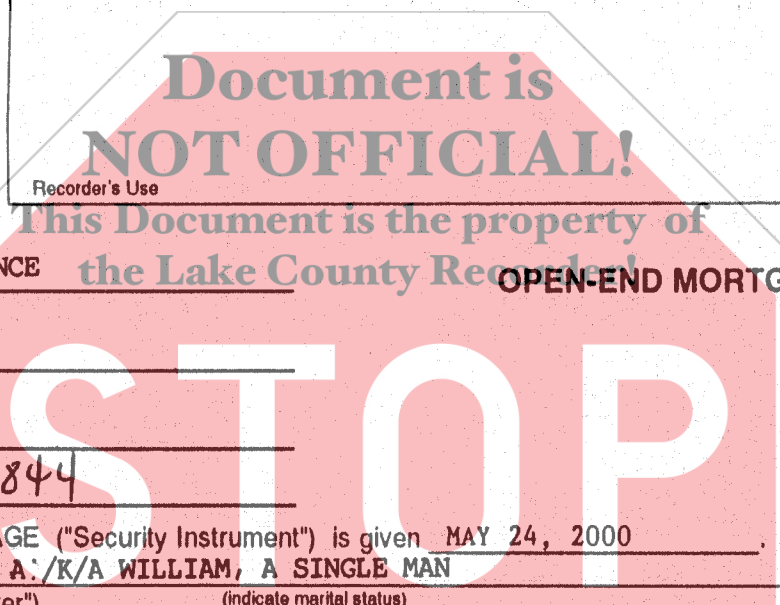 Document is
NOT OFFICIAL!
Recorder's Use
This Document is the property of
the Lake County Recorder!
NCE
OPEN-END MORTG
STOP
844
GE ("Security Instrument") is given MAY 24, 2000 .
A./K/A WILLIAM, A SINGLE MAN
er") (indicate marital status)